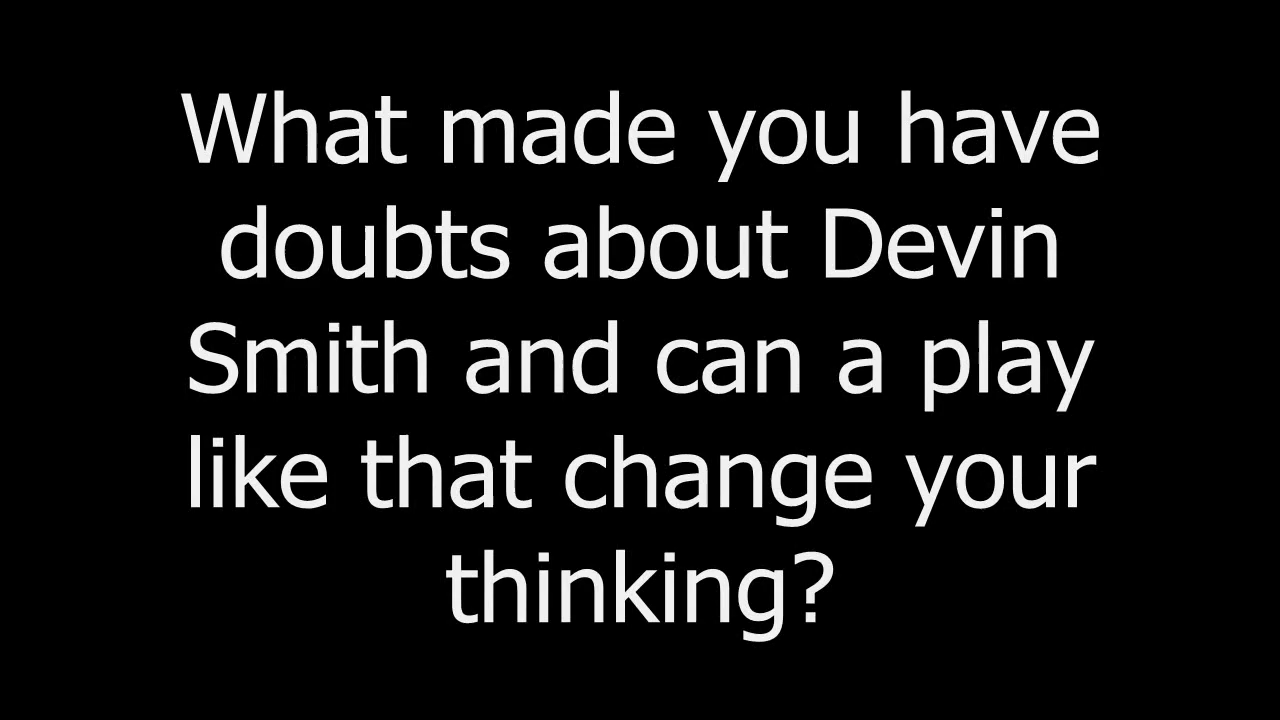 What made you have
doubts about Devin
Smith and can a play
like that change your
thinking?